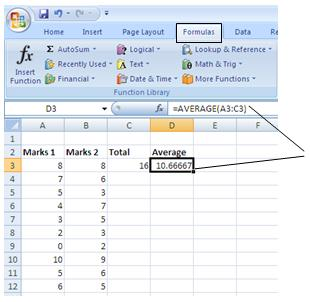 Home Insert Page Layout Formulas Data
fx Σ AutoSum Logical Lookup & Reference
Insert Function Recently Used A Text Math & Trig
Financial Date & Time More Functions
Function Library
D3 fx =AVERAGE(A3:C3)
A B C D E F
1
2 Marks 1 Marks 2 Total Average
3 8 8 16 10.66667
4 7 6
5 5 3
6 4 7
7 3 5
8 2 3
9 0 2
10 10 9
11 5 6
12 6 5